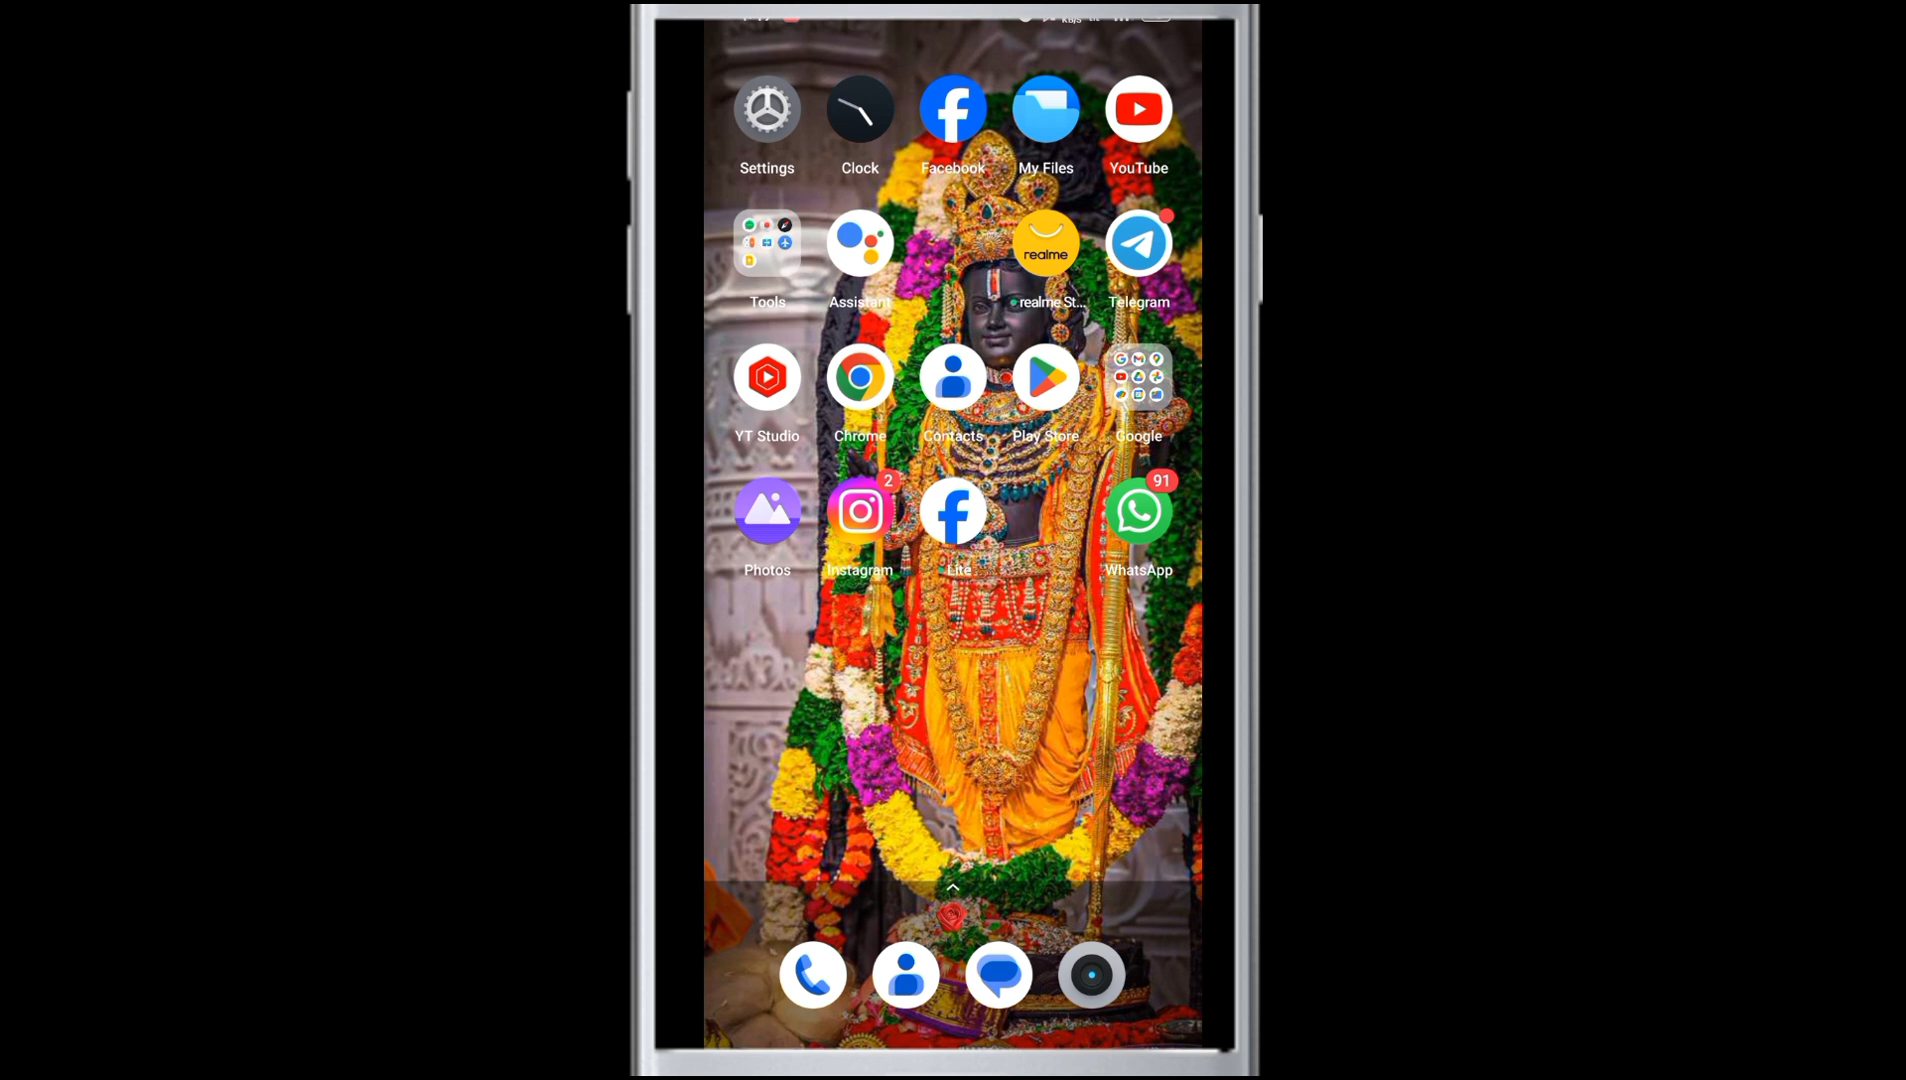 KB/S
Settings
Clock
Facebook
My Files
YouTube
realme
Tools
Assistant
realme St...
Telegram
YT Studio
Chrome
Contacts
Play Store
Google
2
91
Photos
Instagram
Lite
WhatsApp